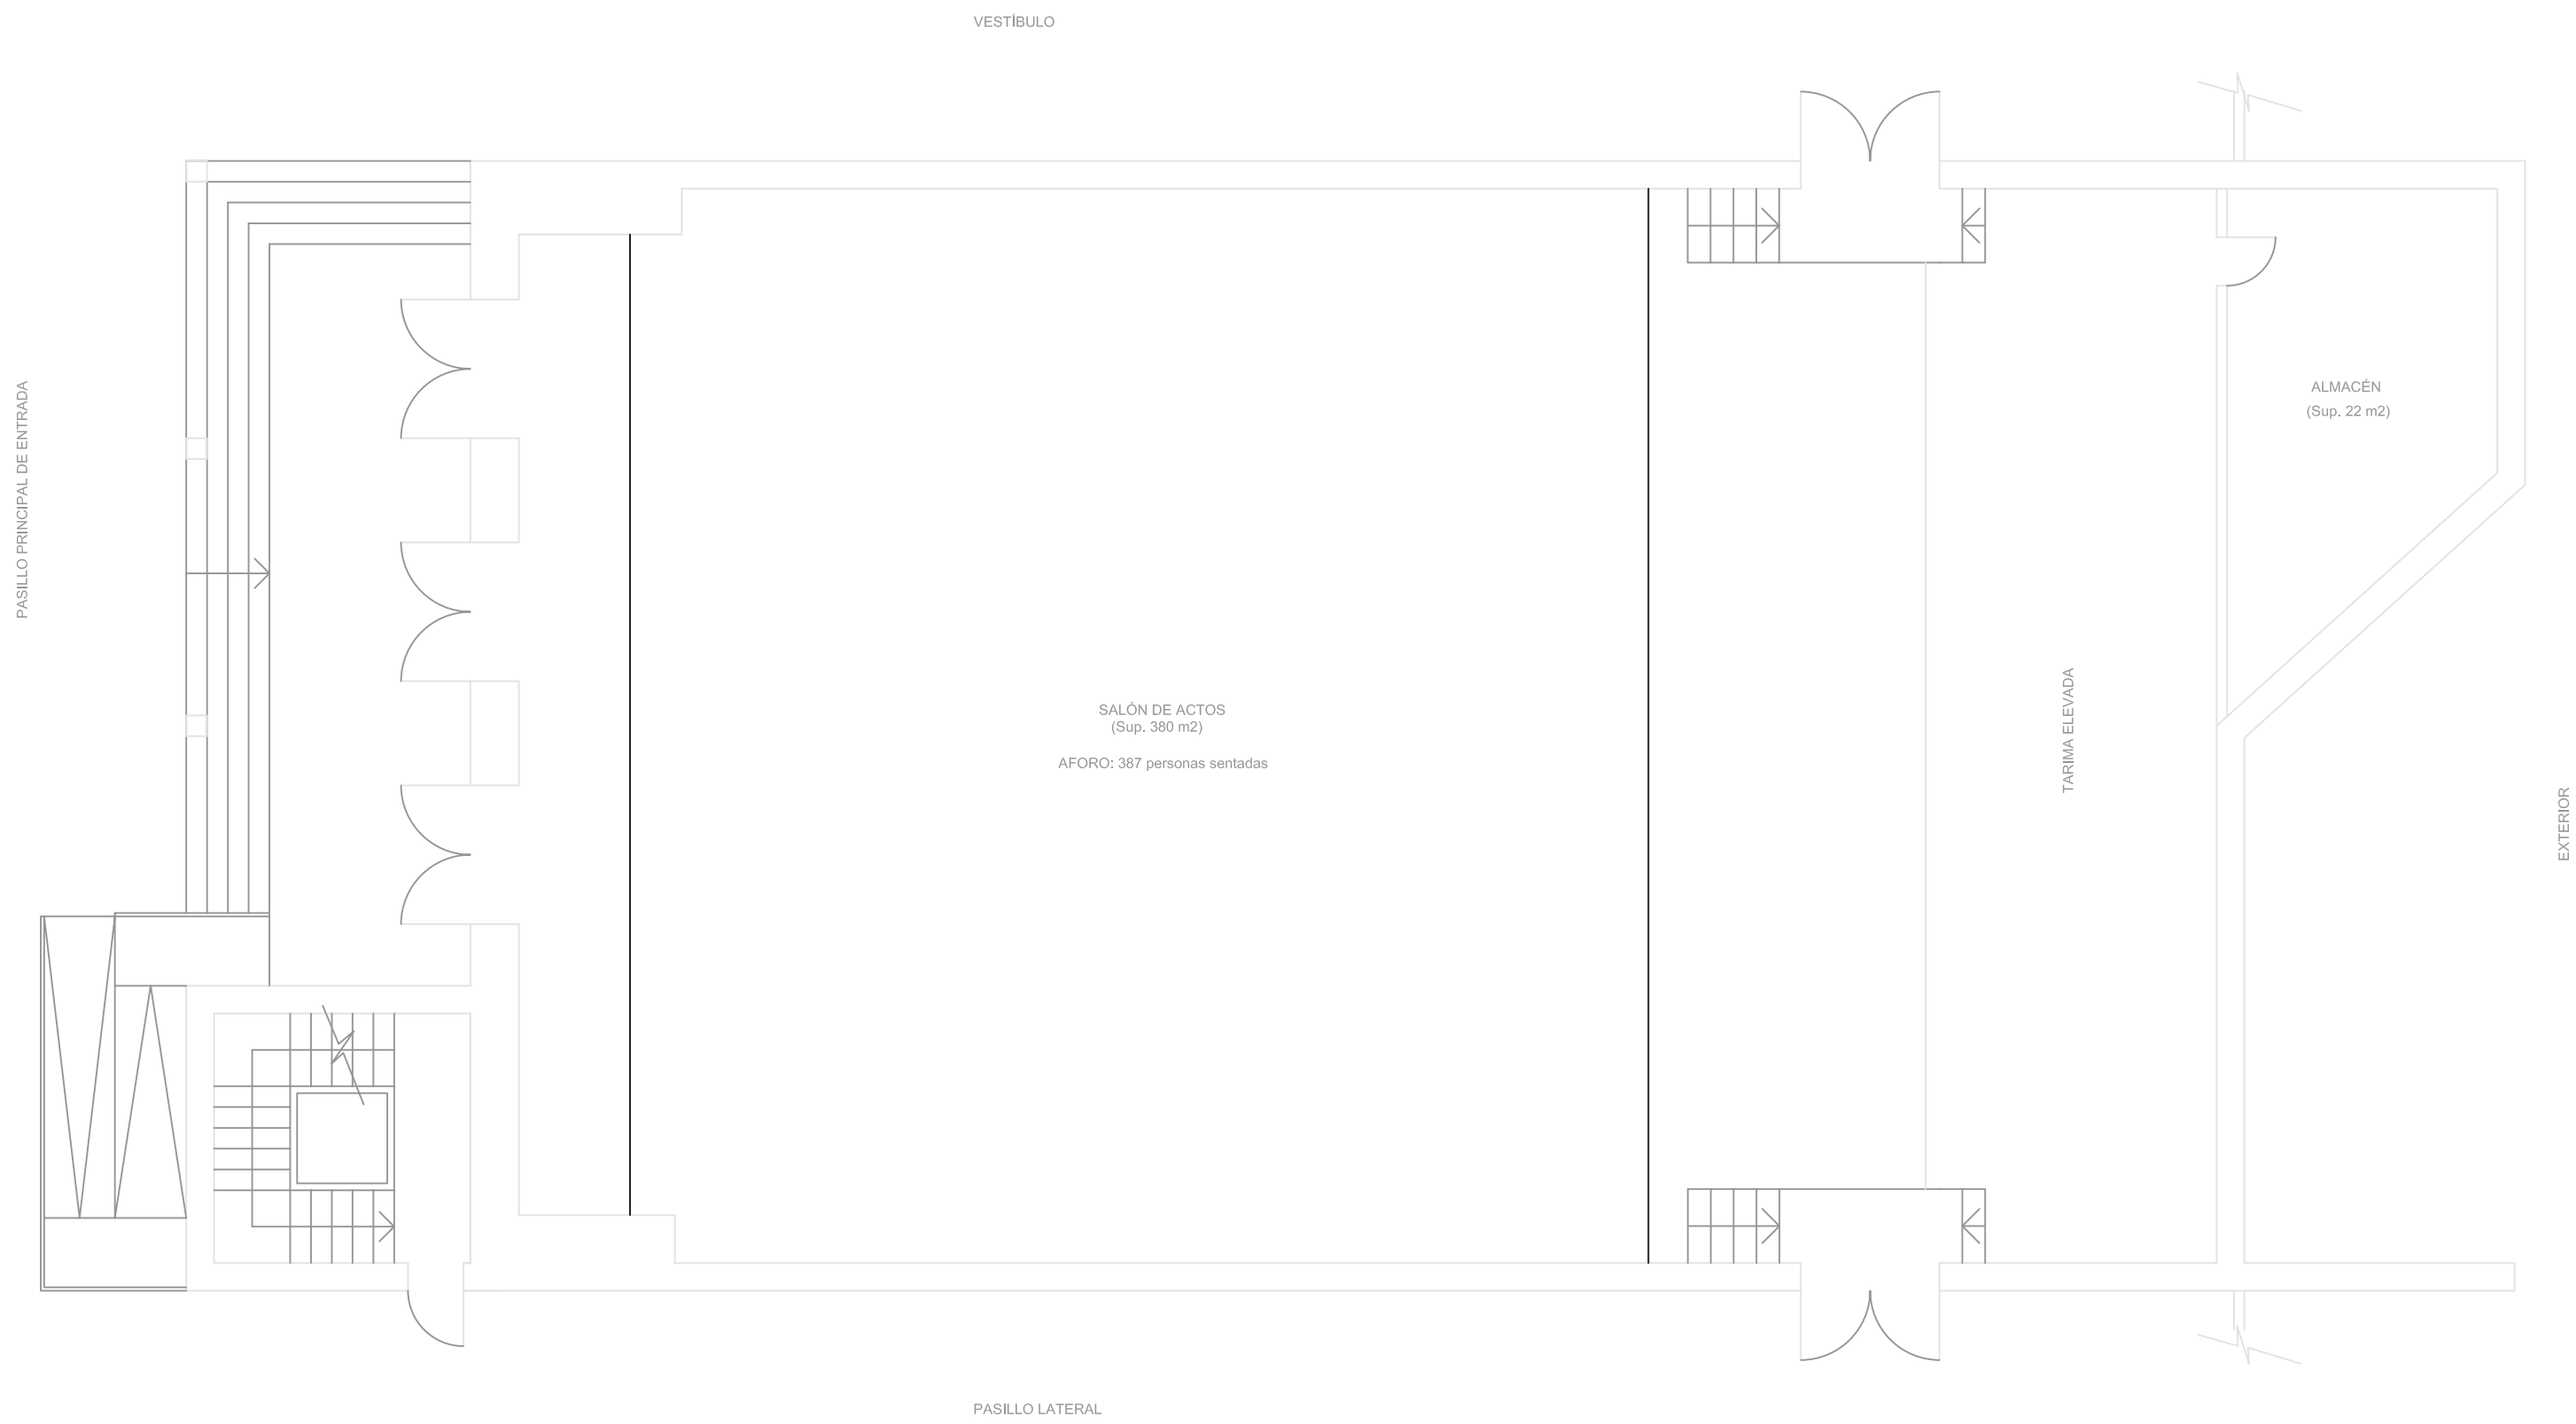 VESTÍBULO
PASILLO PRINCIPAL DE ENTRADA
ALMACÉN
(Sup. 22 m2)
SALÓN DE ACTOS
(Sup. 380 m2)
AFORO: 387 personas sentadas
TARIMA ELEVADA
EXTERIOR
PASILLO LATERAL